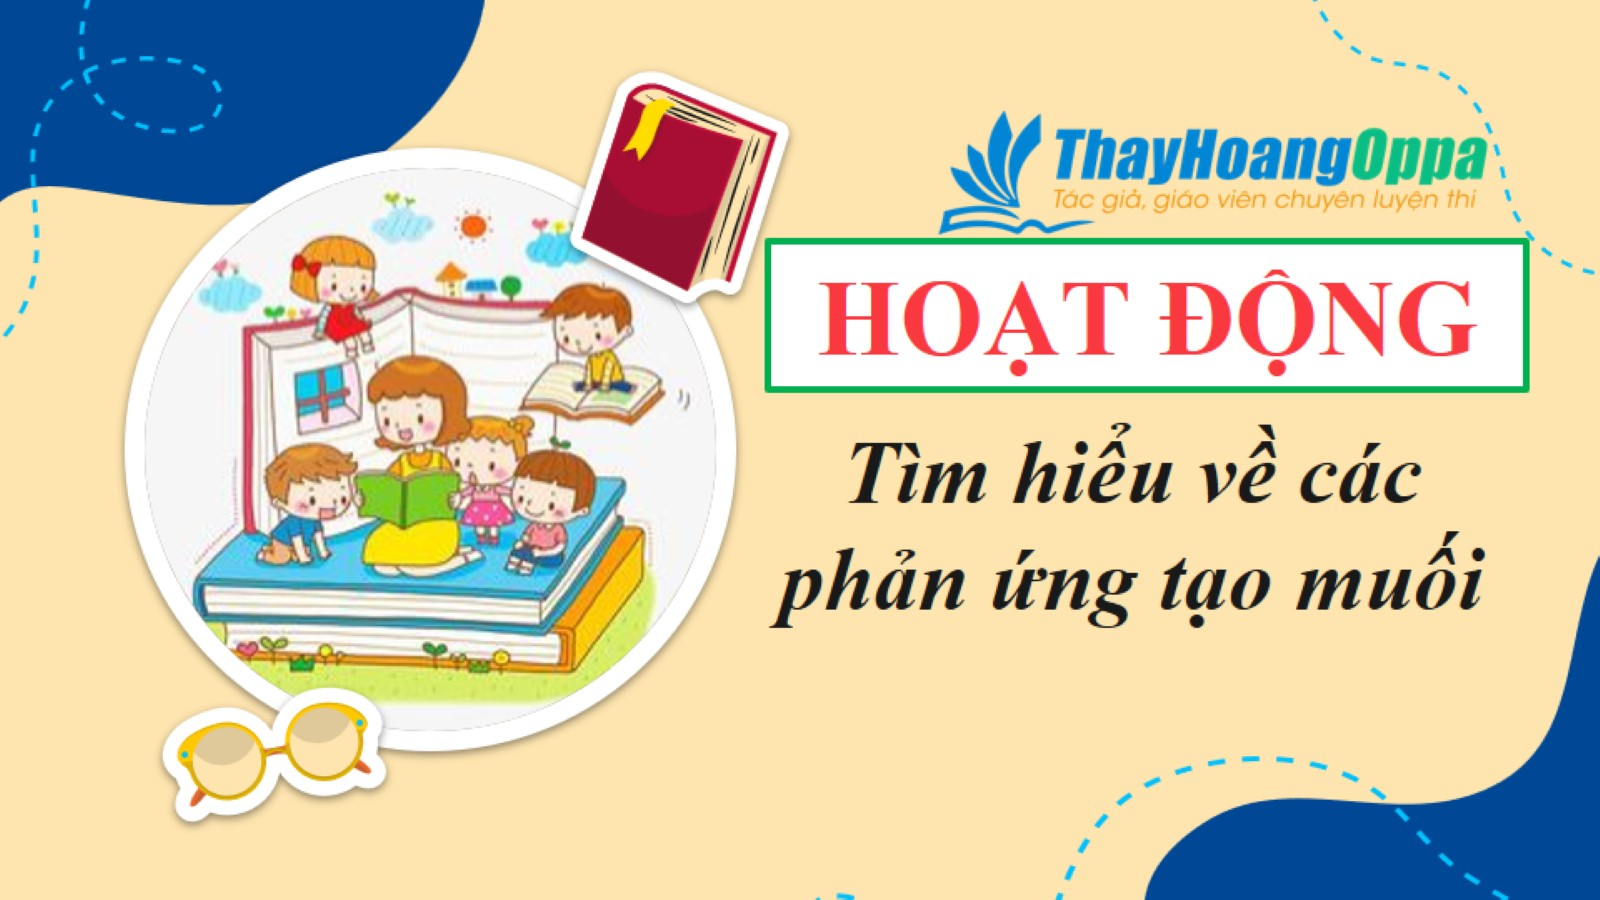 ThayHoangOppa
Tác giả, giáo viên chuyên luyện thi
HOẠT ĐỘNG
Tìm hiểu về các
phản ứng tạo muối